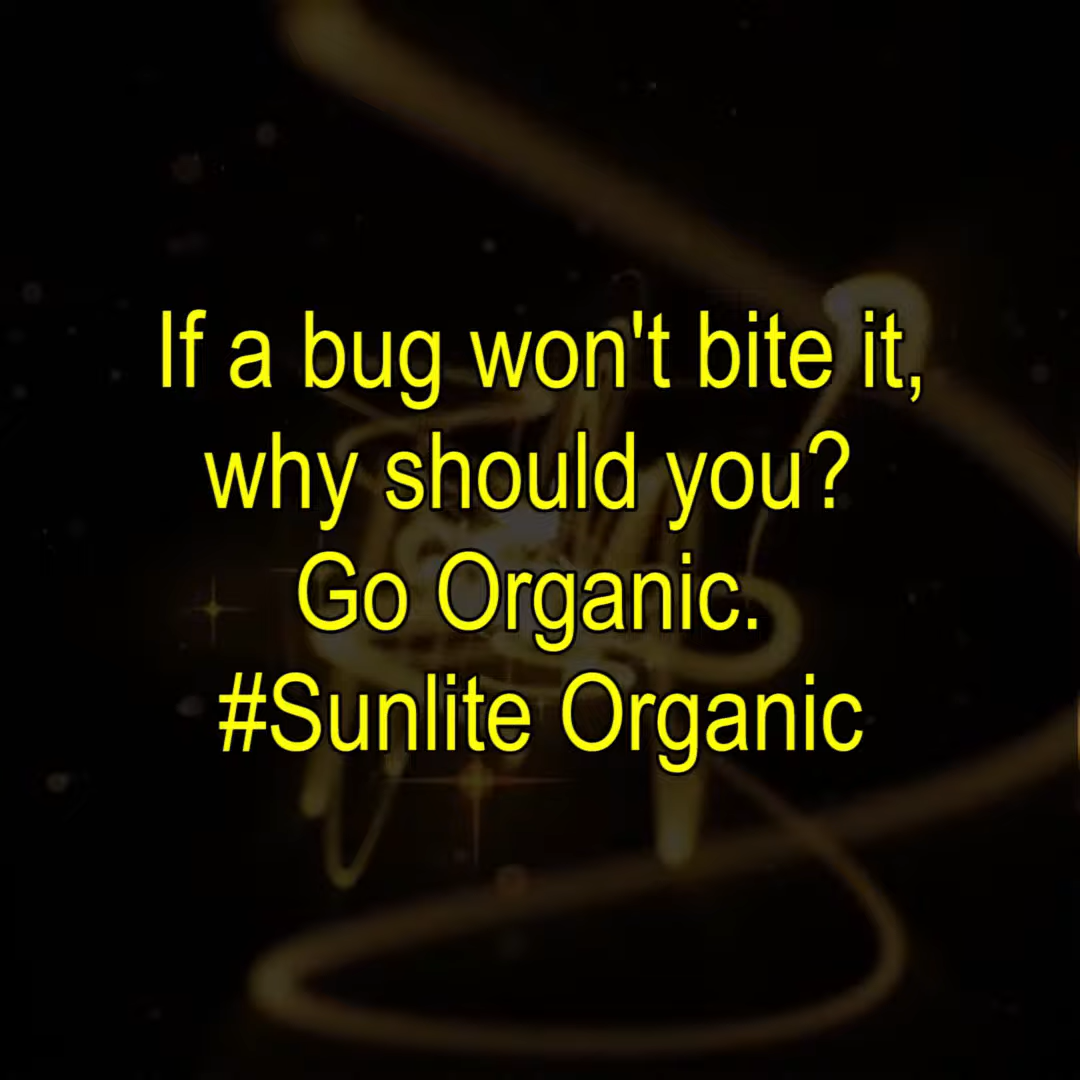 If a bug won't bite it,
why should you?
Go Organic.
#Sunlite Organic